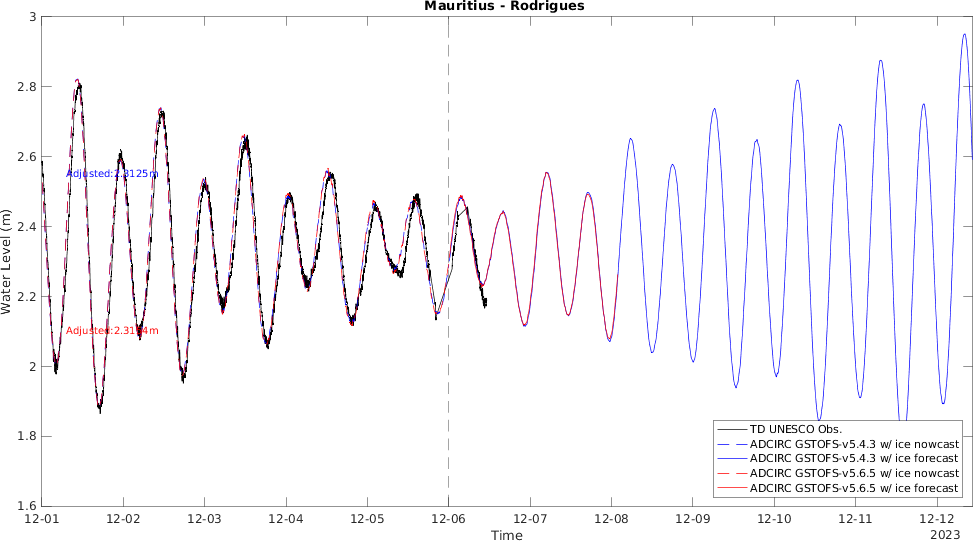 Mauritius - Rodrigues
3
2.8
2.6
2.4
2.2
2
1.8
1.6
Water Level (m)
Adjusted:2.3125m
TD UNESCO Obs.
ADCIRC GSTOFS-v5.4.3 w/ ice nowcast
ADCIRC GSTOFS-v5.4.3 w/ ice forecast
ADCIRC GSTOFS-v5.6.5 w/ ice nowcast
ADCIRC GSTOFS-v5.6.5 w/ ice forecast
12-01 12-02 12-03 12-04 12-05 12-06 12-07 12-08 12-09 12-10 12-11 12-12
2023
Time